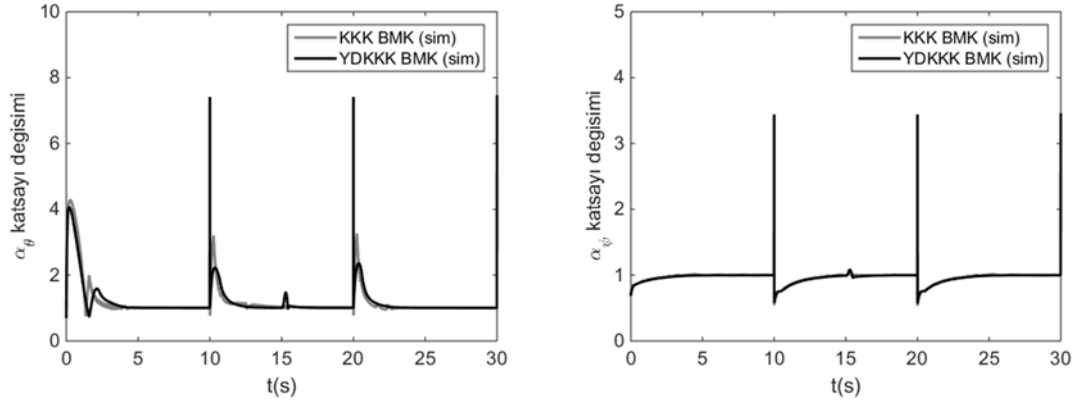 10
8
6
4
2
0
α_θ katsayı degisimi
KKK BMK (sim)
YDKKK BMK (sim)
0 5 10 15 20 25 30
t(s)
5
4
3
2
1
0
α_ψ katsayı degisimi
KKK BMK (sim)
YDKKK BMK (sim)
0 5 10 15 20 25 30
t(s)